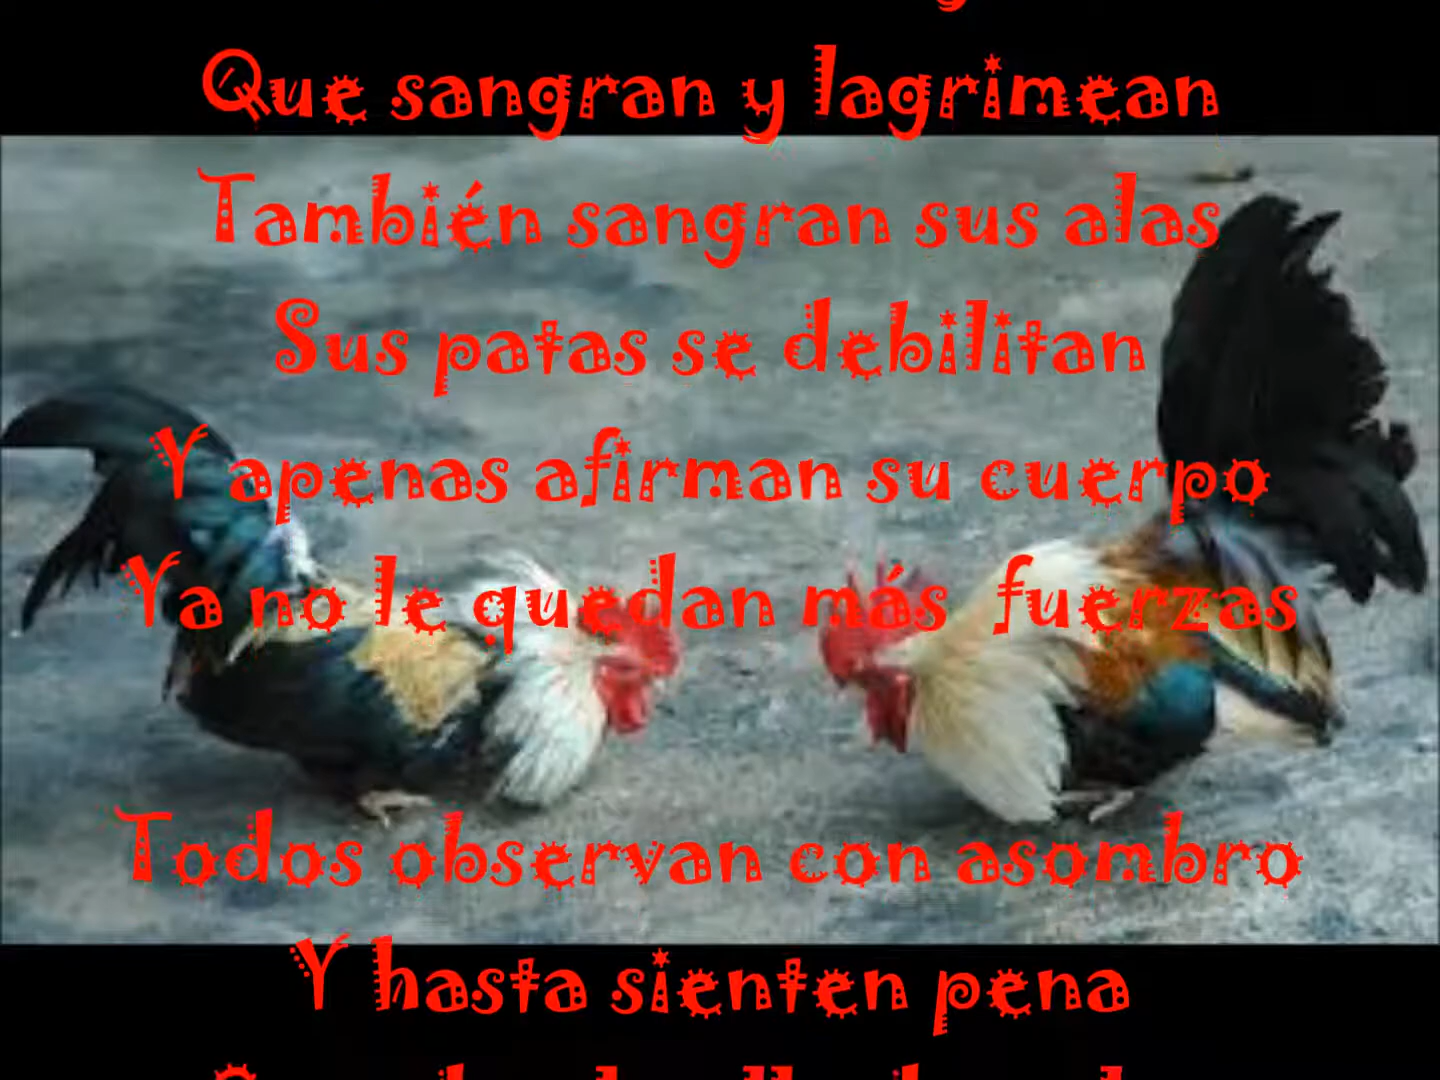 Que sangran y lagrimean
También sangran sus alas
Sus patas se debilitan
Y apenas afirman su cuerpo
Ya no le quedan más fuerzas
Todos observan con asombro
Y hasta sienten pena